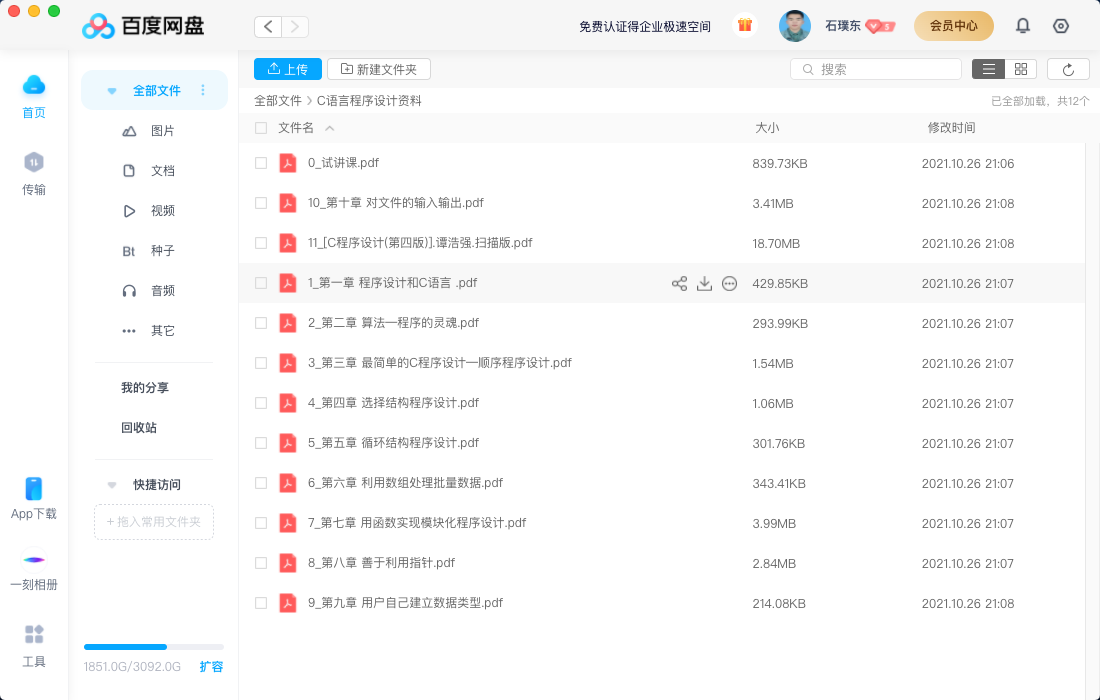 百度网盘
免费认证得企业极速空间
石璞东
5
会员中心
首页
传输
App下载
一刻相册
工具
全部文件
图片
文档
视频
Bt 种子
音频
其它
我的分享
回收站
快捷访问
+拖入常用文件夹
1851.0G/3092.0G 扩容
上传 新建文件夹 搜索
全部文件 > C语言程序设计资料 已全部加载，共12个
文件名 大小 修改时间
0_试讲课.pdf 839.73KB 2021.10.26 21:06
10_第十章 对文件的输入输出.pdf 3.41MB 2021.10.26 21:08
11_[C程序设计(第四版)].谭浩强.扫描版.pdf 18.70MB 2021.10.26 21:08
1_第一章 程序设计和C语言 .pdf 429.85KB 2021.10.26 21:07
2_第二章 算法—程序的灵魂.pdf 293.99KB 2021.10.26 21:07
3_第三章 最简单的C程序设计—顺序程序设计.pdf 1.54MB 2021.10.26 21:07
4_第四章 选择结构程序设计.pdf 1.06MB 2021.10.26 21:07
5_第五章 循环结构程序设计.pdf 301.76KB 2021.10.26 21:07
6_第六章 利用数组处理批量数据.pdf 343.41KB 2021.10.26 21:07
7_第七章 用函数实现模块化程序设计.pdf 3.99MB 2021.10.26 21:07
8_第八章 善于利用指针.pdf 2.84MB 2021.10.26 21:07
9_第九章 用户自己建立数据类型.pdf 214.08KB 2021.10.26 21:08